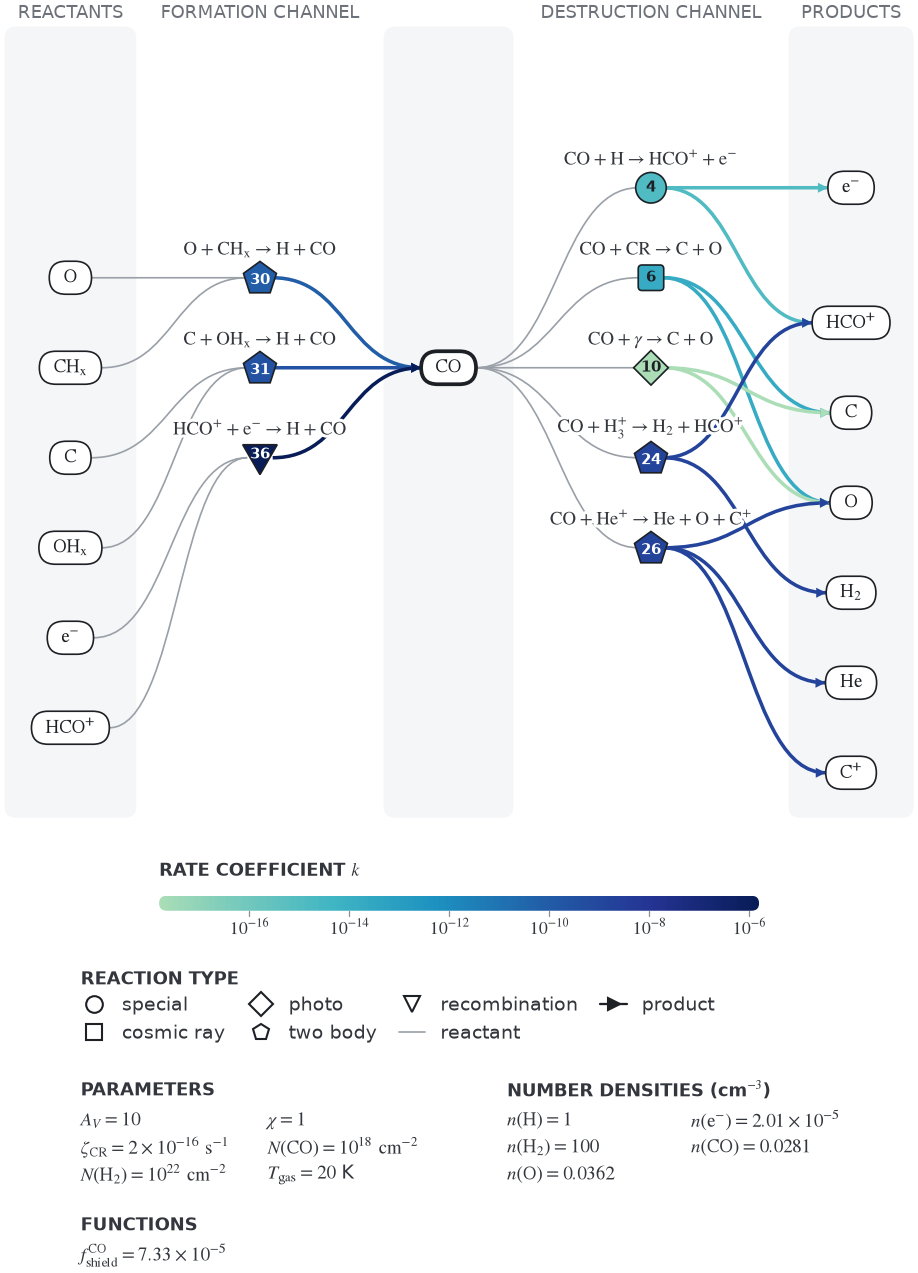 REACTANTS FORMATION CHANNEL DESTRUCTION CHANNEL PRODUCTS
CO + H → HCO⁺ + e⁻
4 e⁻
O + CHₓ → H + CO CO + CR → C + O
O 30 6
HCO⁺
C + OHₓ → H + CO CO + γ → C + O
CHₓ 31 CO 10
C
HCO⁺ + e⁻ → H + CO CO + H₃⁺ → H₂ + HCO⁺
C 36 24
O
CO + He⁺ → He + O + C⁺
OHₓ 26
H₂
e⁻
He
HCO⁺
C⁺
RATE COEFFICIENT k
10⁻¹⁶ 10⁻¹⁴ 10⁻¹² 10⁻¹⁰ 10⁻⁸ 10⁻⁶
REACTION TYPE
special photo recombination product
cosmic ray two body reactant
PARAMETERS NUMBER DENSITIES (cm⁻³)
A_V = 10 χ = 1 n(H) = 1 n(e⁻) = 2.01 × 10⁻⁵
ζ_CR = 2 × 10⁻¹⁶ s⁻¹ N(CO) = 10¹⁸ cm⁻² n(H₂) = 100 n(CO) = 0.0281
N(H₂) = 10²² cm⁻² T_gas = 20 K n(O) = 0.0362
FUNCTIONS
f_shield^CO = 7.33 × 10⁻⁵